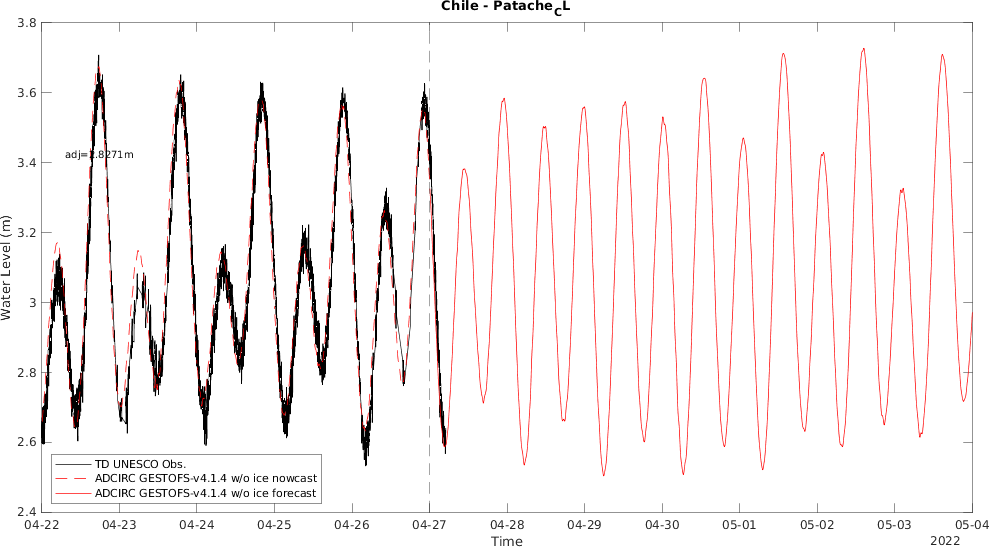 Chile - Patache_CL
3.8
3.6
3.4
3.2
3
2.8
2.6
2.4
Water Level (m)
adj=2.8271m
TD UNESCO Obs.
ADCIRC GESTOFS-v4.1.4 w/o ice nowcast
ADCIRC GESTOFS-v4.1.4 w/o ice forecast
04-22 04-23 04-24 04-25 04-26 04-27 04-28 04-29 04-30 05-01 05-02 05-03 05-04
Time
2022